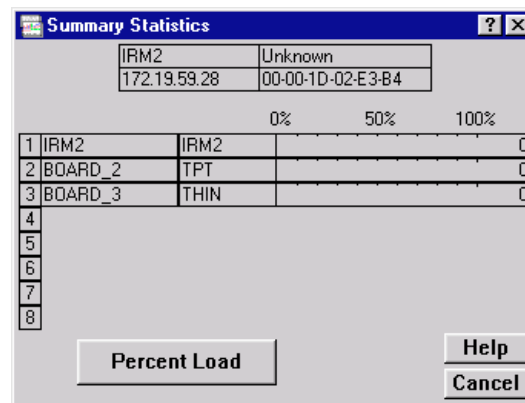 Summary Statistics
IRM2 Unknown
172.19.59.28 00-00-1D-02-E3-B4
0% 50% 100%
1 IRM2 IRM2 0
2 BOARD_2 TPT 0
3 BOARD_3 THIN 0
4
5
6
7
8
Percent Load
Help
Cancel